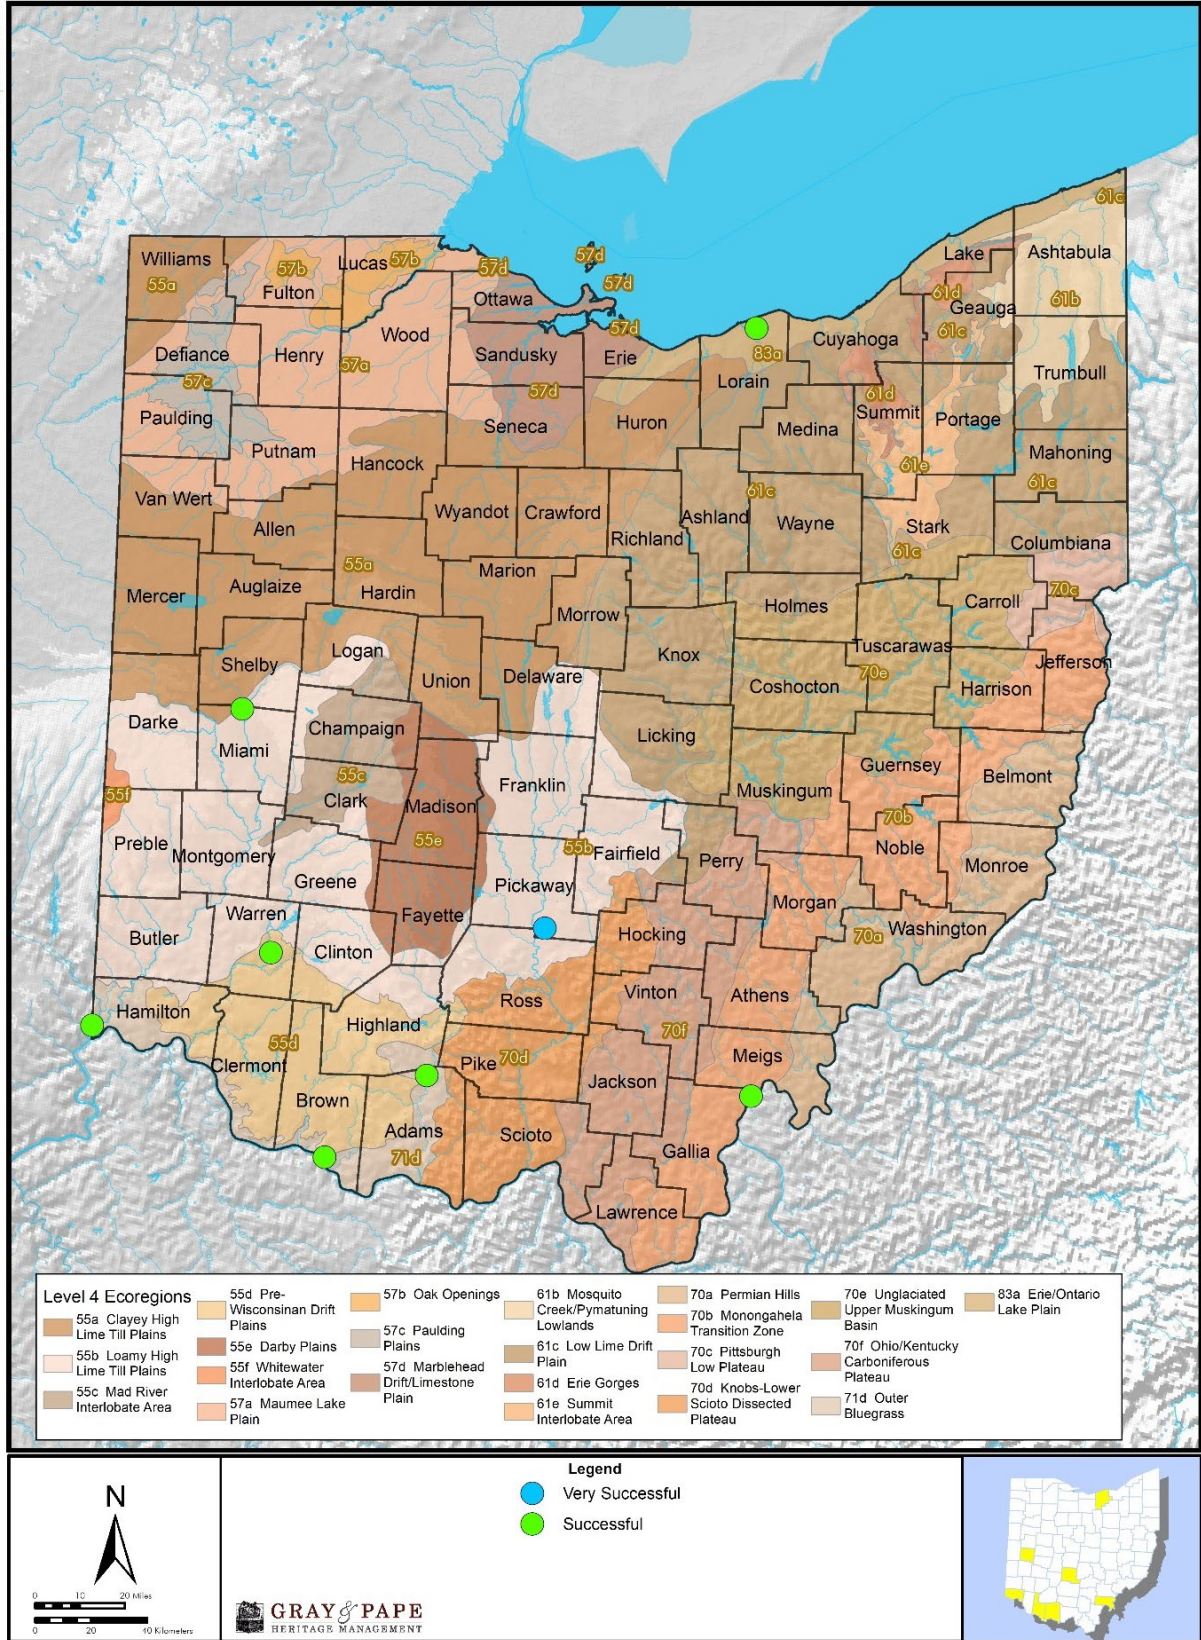 61c
Lake
Ashtabula
Williams
57b
Lucas
57b
57d
57d
55a
Fulton
57d
Ottawa
61d
Geauga
61b
61c
57d
Wood
Cuyahoga
83a
Defiance
Henry
57a
Sandusky
Erie
Lorain
Trumbull
57c
57d
61d
Summit
Paulding
Seneca
Huron
Medina
Portage
Putnam
Hancock
61e
Mahoning
61c
Van Wert
61c
Wyandot
Crawford
Ashland
Wayne
Stark
Allen
Richland
61c
Columbiana
55a
Marion
Mercer
Auglaize
Hardin
70c
Holmes
Carroll
Morrow
Tuscarawas
Logan
Knox
Jefferson
Shelby
70e
Union
Delaware
Coshocton
Harrison
Darke
Champaign
Licking
Miami
Guernsey
Belmont
55c
Franklin
Muskingum
55f
Clark
Madison
70b
55e
Preble
Montgomery
55b
Fairfield
Perry
Noble
Monroe
Greene
Pickaway
Morgan
Warren
Fayette
Butler
Clinton
Hocking
70a
Washington
Vinton
Athens
Ross
Hamilton
Highland
70f
55d
Clermont
Pike
70d
Meigs
Jackson
Brown
Adams
Scioto
71d
Gallia
Lawrence
Level 4 Ecoregions
55a Clayey High
Lime Till Plains
55b Loamy High
Lime Till Plains
55c Mad River
Interlobate Area
55d Pre-
Wisconsinan Drift
Plains
55e Darby Plains
55f Whitewater
Interlobate Area
57a Maumee Lake
Plain
57b Oak Openings
57c Paulding
Plains
57d Marblehead
Drift/Limestone
Plain
61b Mosquito
Creek/Pymatuning
Lowlands
61c Low Lime Drift
Plain
61d Erie Gorges
61e Summit
Interlobate Area
70a Permian Hills
70b Monongahela
Transition Zone
70c Pittsburgh
Low Plateau
70d Knobs-Lower
Scioto Dissected
Plateau
70e Unglaciated
Upper Muskingum
Basin
70f Ohio/Kentucky
Carboniferous
Plateau
71d Outer
Bluegrass
83a Erie/Ontario
Lake Plain
N
0 10 20 Miles
0 20 40 Kilometers
Legend
Very Successful
Successful
GRAY & PAPE
HERITAGE MANAGEMENT